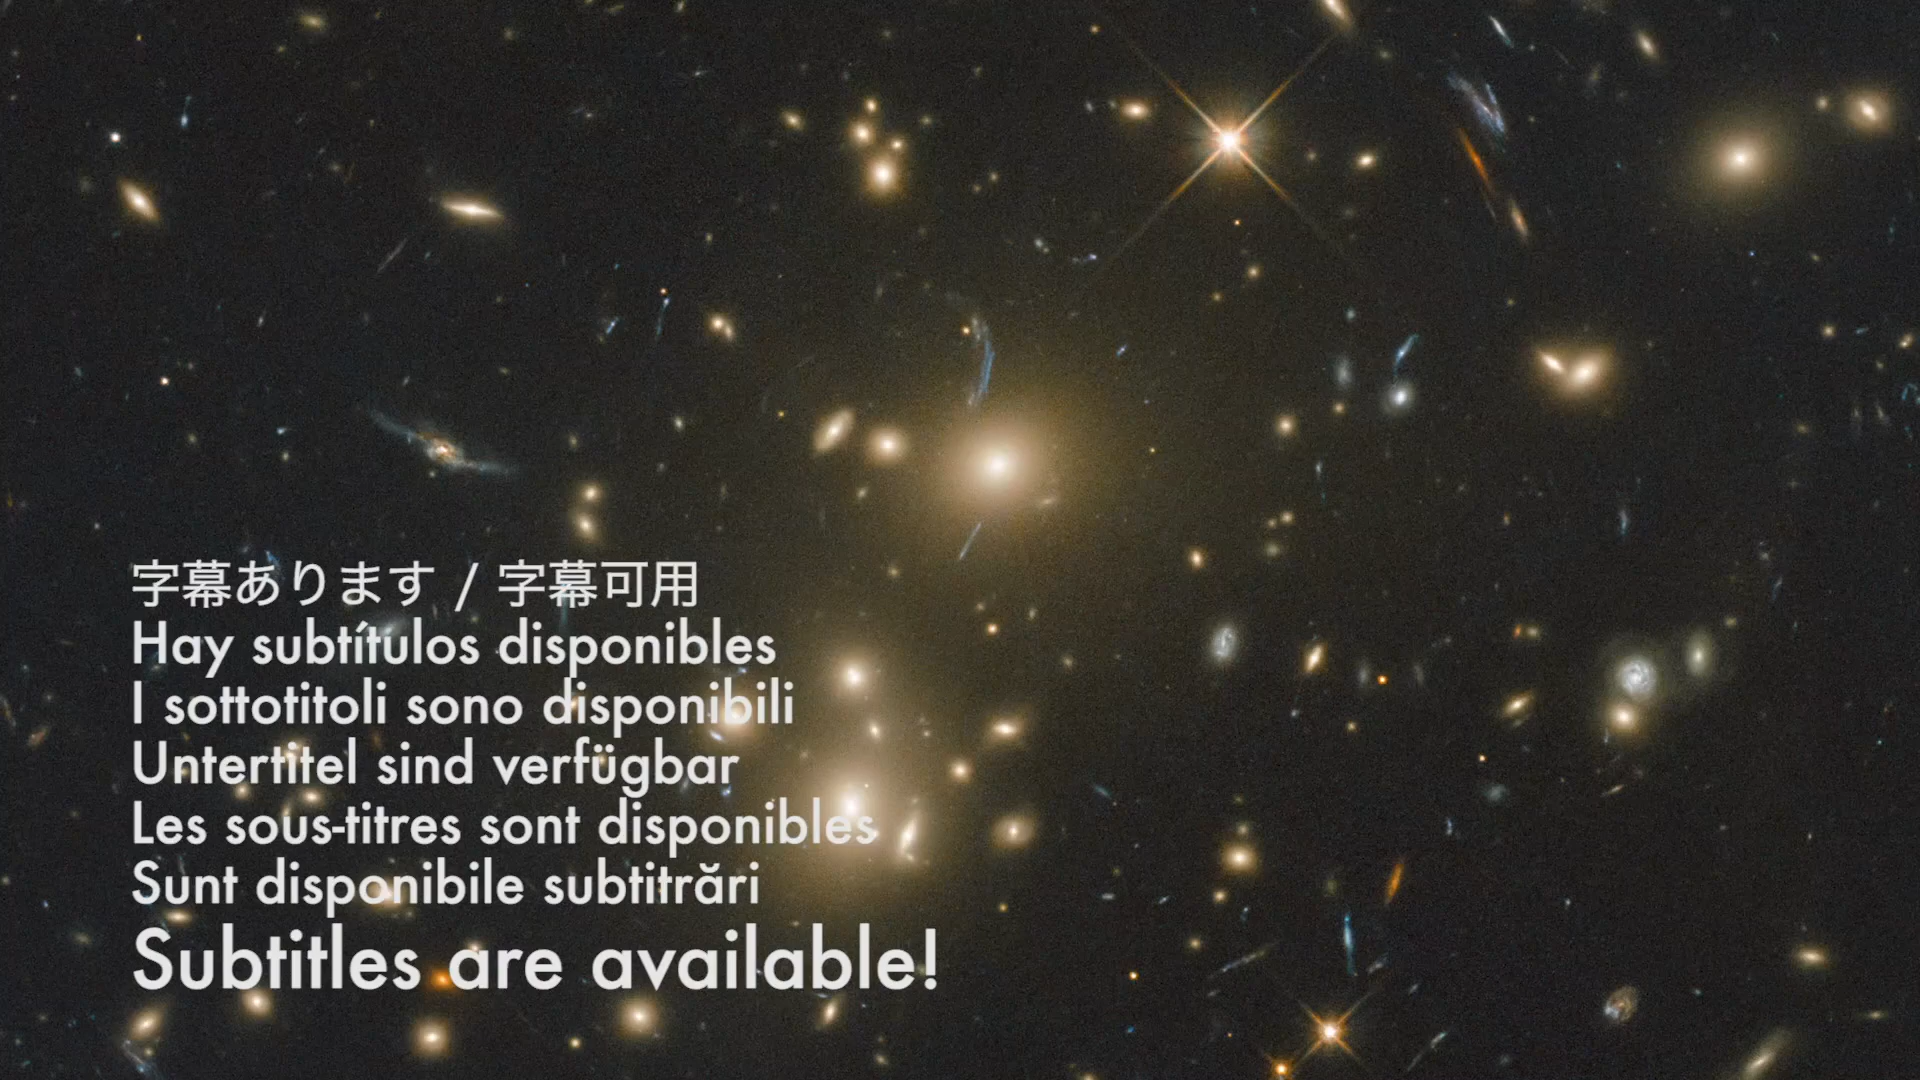 字幕あります / 字幕可用
Hay subtítulos disponibles
I sottotitoli sono disponibili
Untertitel sind verfügbar
Les sous-titres sont disponibles
Sunt disponibile subtitrări
Subtitles are available!